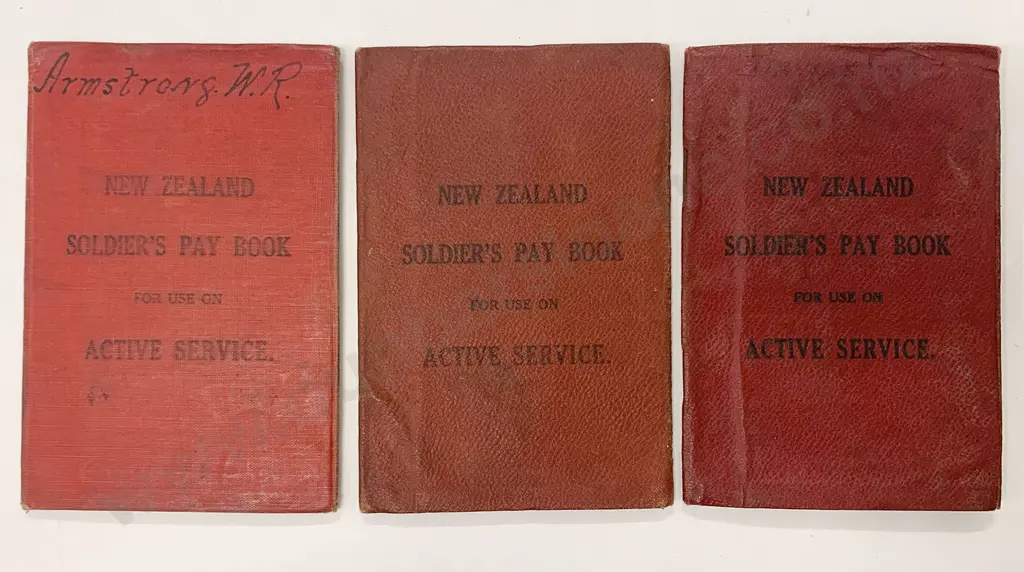 Armstrong. W.R.
NEW ZEALAND
SOLDIER'S PAY BOOK
FOR USE ON
ACTIVE SERVICE.
NEW ZEALAND
SOLDIER'S PAY BOOK
FOR USE ON
ACTIVE SERVICE.
NEW ZEALAND
SOLDIER'S PAY BOOK
FOR USE ON
ACTIVE SERVICE.